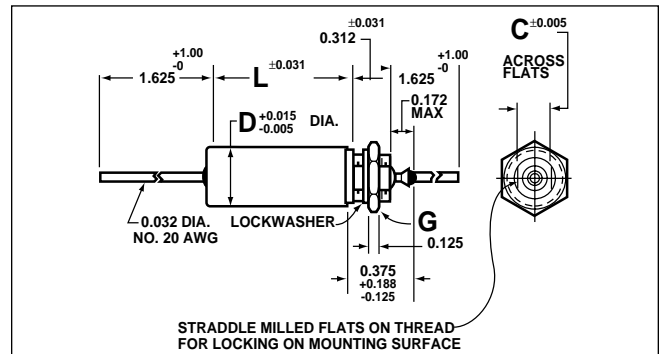 ±0.031
0.312
C ±0.005
+1.00
-0
1.625
L ±0.031
+1.00
-0
1.625
ACROSS
FLATS
0.172
MAX
D +0.015
-0.005
DIA.
0.032 DIA.
NO. 20 AWG
LOCKWASHER
G
0.125
0.375
+0.188
-0.125
STRADDLE MILLED FLATS ON THREAD
FOR LOCKING ON MOUNTING SURFACE